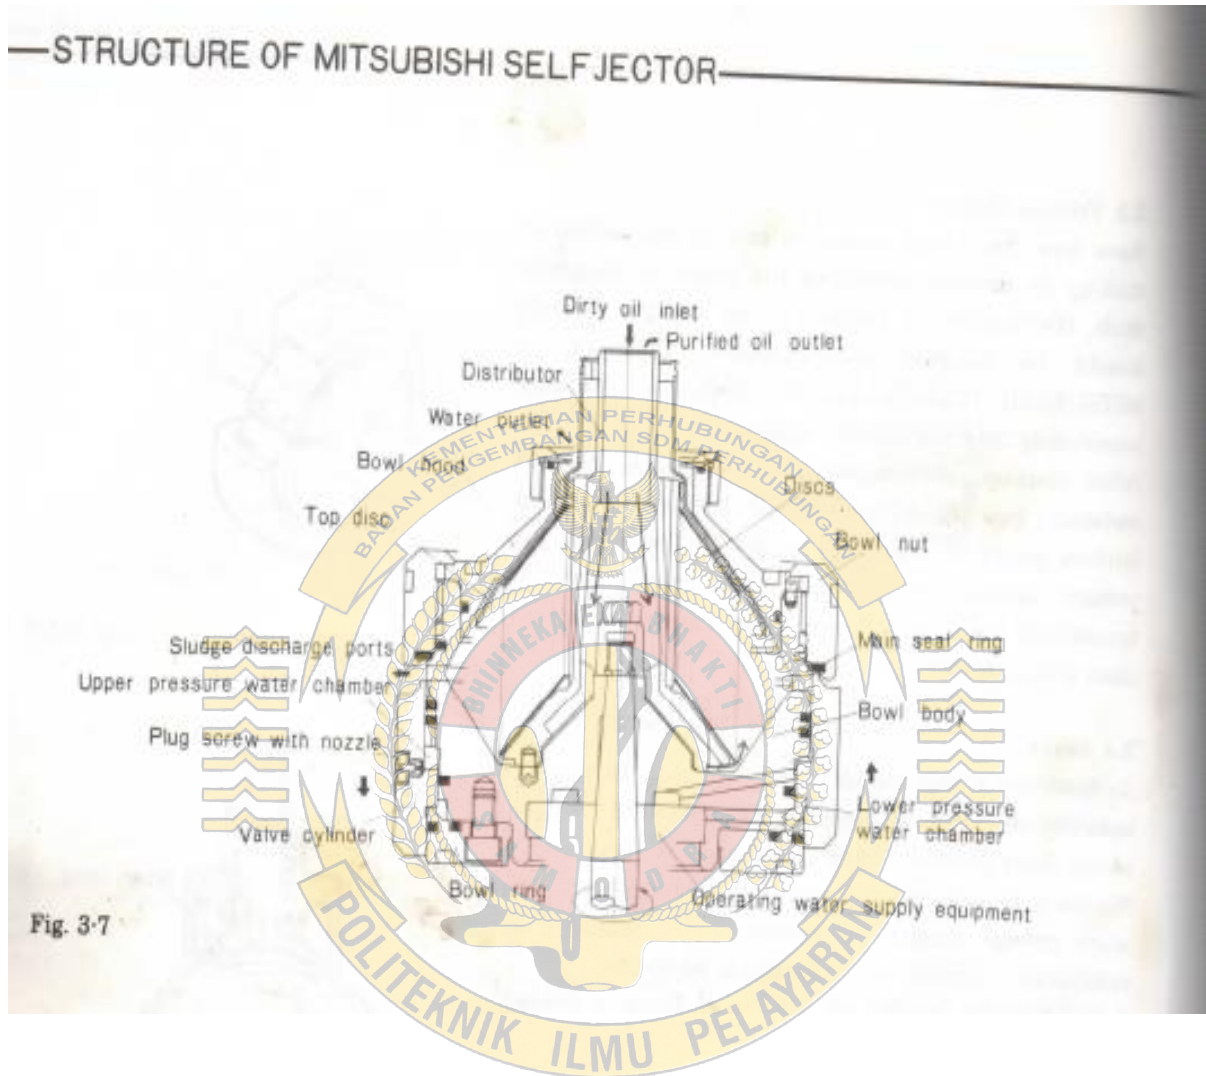 STRUCTURE OF MITSUBISHI SELFJECTOR
Dirty oil inlet
Purified oil outlet
Distributor
Water outlet
Bowl hood
Top disc
Discs
Bowl nut
Sludge discharge ports
Upper pressure water chamber
Plug screw with nozzle
Valve cylinder
Main seal ring
Bowl body
Lower pressure
water chamber
Bowl ring
Operating water supply equipment
Fig. 3-7
KEMENTERIAN PERHUBUNGAN
BADAN PENGEMBANGAN SDM PERHUBUNGAN
BHINNEKA EKA BHAKTI
POLITEKNIK ILMU PELAYARAN